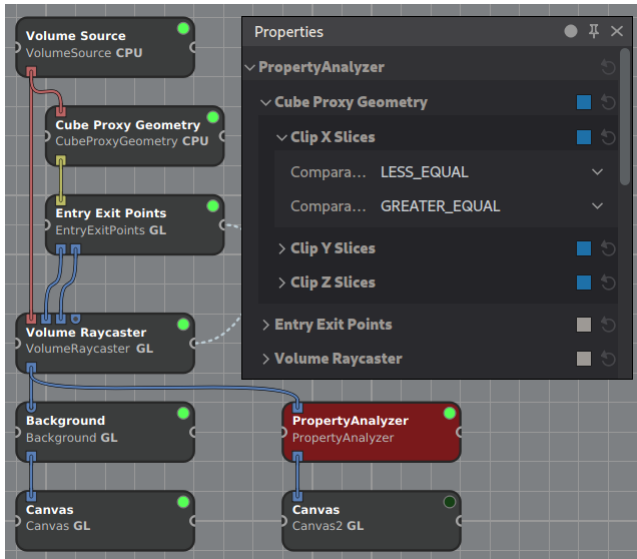 Volume Source
VolumeSource CPU
Cube Proxy Geometry
CubeProxyGeometry CPU
Entry Exit Points
EntryExitPoints GL
Volume Raycaster
VolumeRaycaster GL
Background
Background GL
PropertyAnalyzer
PropertyAnalyzer
Canvas
Canvas GL
Canvas
Canvas2 GL
Properties
PropertyAnalyzer
Cube Proxy Geometry
Clip X Slices
Compara... LESS_EQUAL
Compara... GREATER_EQUAL
Clip Y Slices
Clip Z Slices
Entry Exit Points
Volume Raycaster